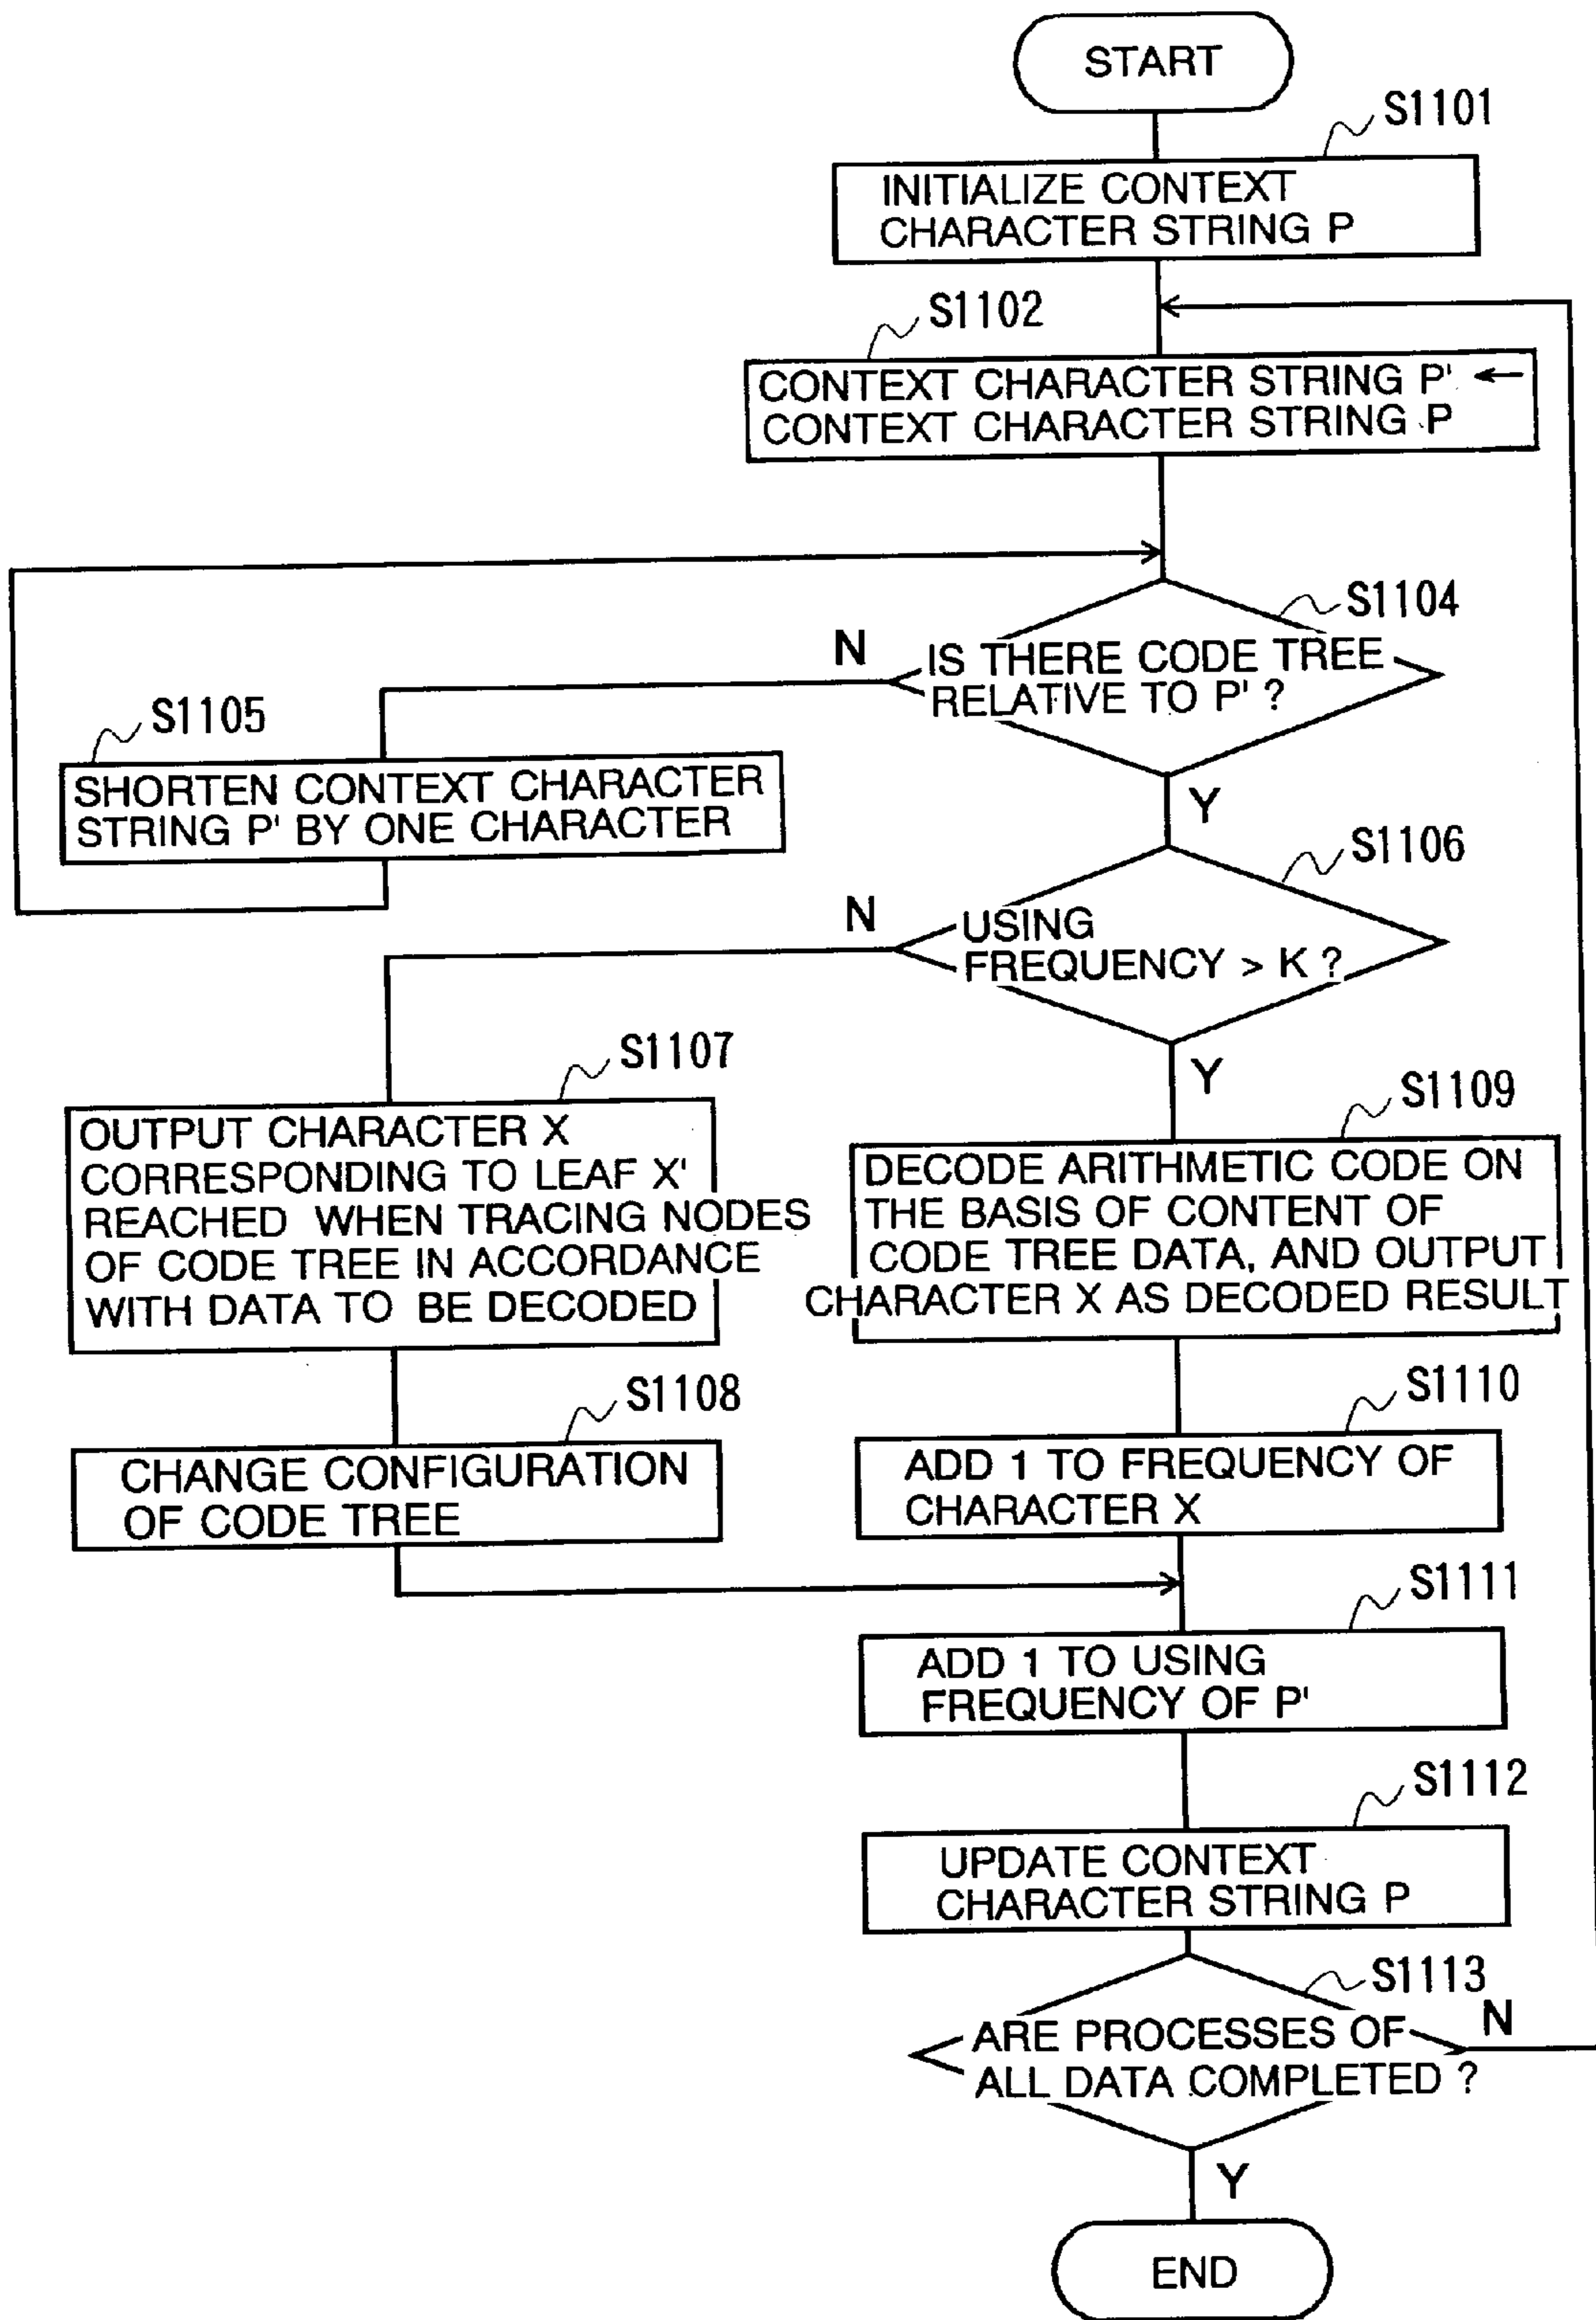 START
S1101
INITIALIZE CONTEXT
CHARACTER STRING P
S1102
CONTEXT CHARACTER STRING P' ←
CONTEXT CHARACTER STRING P
S1104
N
IS THERE CODE TREE
RELATIVE TO P' ?
S1105
SHORTEN CONTEXT CHARACTER
STRING P' BY ONE CHARACTER
Y
S1106
N
USING
FREQUENCY > K ?
S1107
OUTPUT CHARACTER X
CORRESPONDING TO LEAF X'
REACHED WHEN TRACING NODES
OF CODE TREE IN ACCORDANCE
WITH DATA TO BE DECODED
Y
S1109
DECODE ARITHMETIC CODE ON
THE BASIS OF CONTENT OF
CODE TREE DATA, AND OUTPUT
CHARACTER X AS DECODED RESULT
S1108
CHANGE CONFIGURATION
OF CODE TREE
S1110
ADD 1 TO FREQUENCY OF
CHARACTER X
S1111
ADD 1 TO USING
FREQUENCY OF P'
S1112
UPDATE CONTEXT
CHARACTER STRING P
S1113
ARE PROCESSES OF
ALL DATA COMPLETED ?
N
Y
END